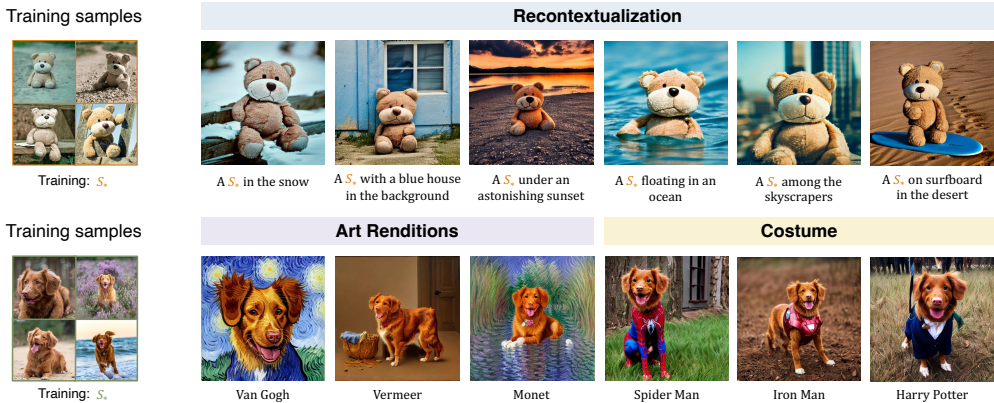 Training samples
Recontextualization
Training: S*
A S* in the snow
A S* with a blue house
in the background
A S* under an
astonishing sunset
A S* floating in an
ocean
A S* among the
skyscrapers
A S* on surfboard
in the desert
Training samples
Art Renditions
Costume
Training: S*
Van Gogh
Vermeer
Monet
Spider Man
Iron Man
Harry Potter